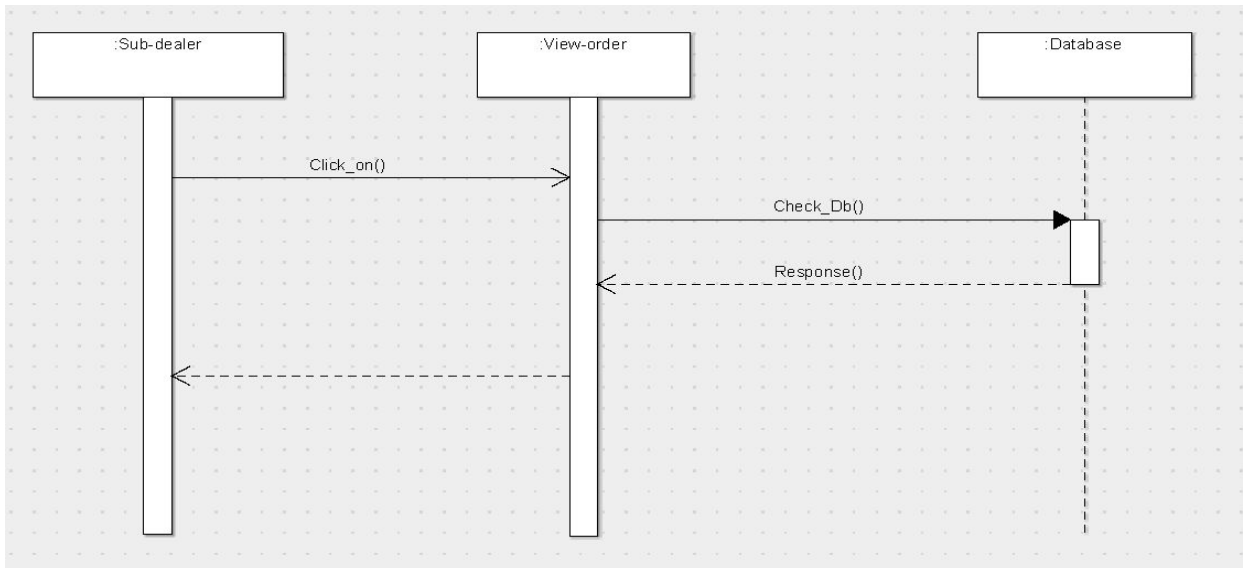 :Sub-dealer
:View-order
:Database
Click_on()
Check_Db()
Response()